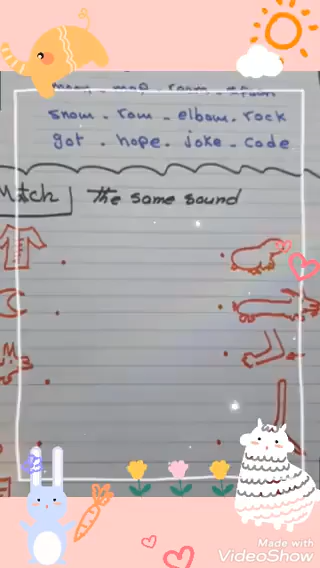 snow - row - elbow. rock
got. hope. joke - code
Match The same sound
Made with
VideoShow